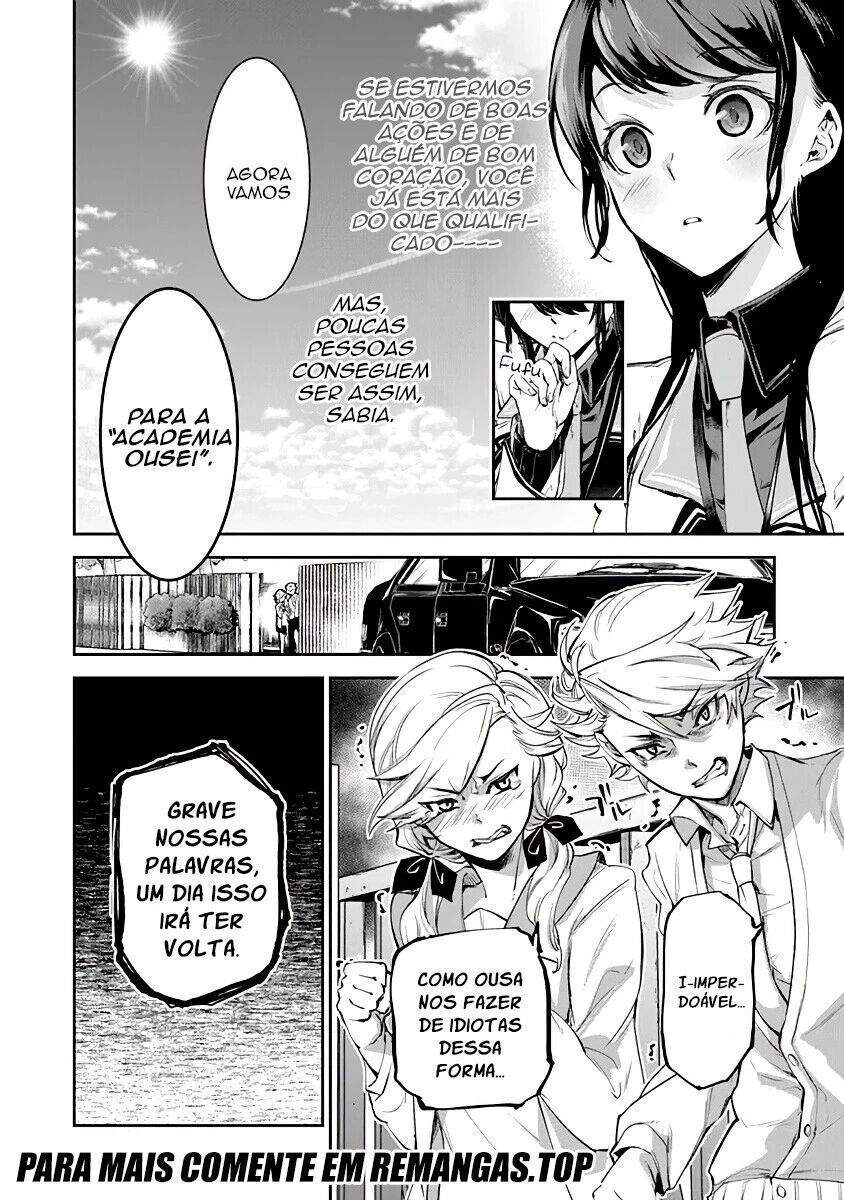 SE ESTIVERMOS
FALANDO DE BOAS
AÇÕES E DE
ALGUÉM DE BOM
CORAÇÃO, VOCÊ
JÁ ESTÁ MAIS
DO QUE QUALIFI-
CADO----
MAS,
POUCAS
PESSOAS
CONSEGUEM
SER ASSIM,
SABIA.
Fufu
AGORA
VAMOS
PARA A
"ACADEMIA
OUSEI".
I-IMPER-
DOÁVEL...
COMO OUSA
NOS FAZER
DE IDIOTAS
DESSA
FORMA...
GRAVE
NOSSAS
PALAVRAS,
UM DIA ISSO
IRÁ TER
VOLTA.
PARA MAIS COMENTE EM REMANGAS.TOP